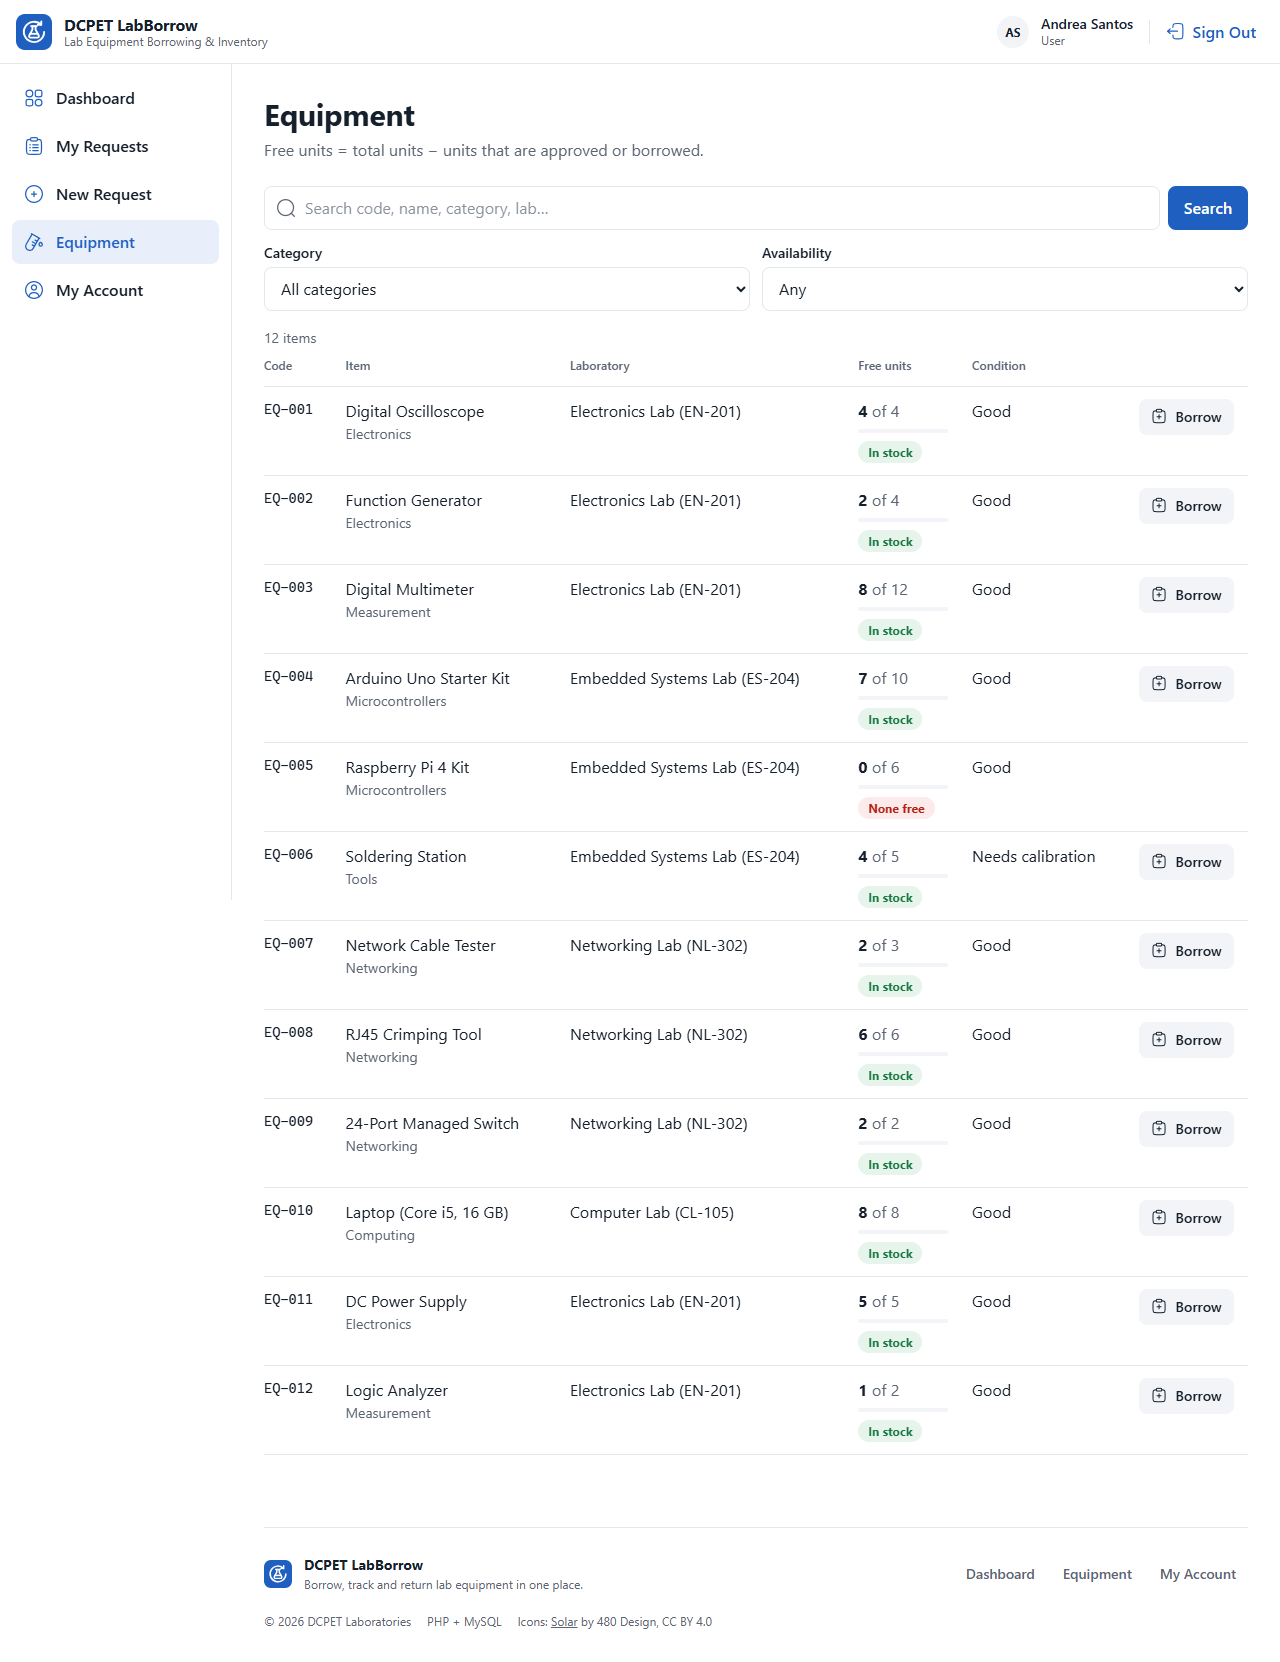 DCPET LabBorrow
Lab Equipment Borrowing & Inventory
AS
Andrea Santos
User
Sign Out
Dashboard
My Requests
New Request
Equipment
My Account
Equipment
Free units = total units − units that are approved or borrowed.
Search code, name, category, lab...
Search
Category
Availability
All categories
Any
12 items
Code Item Laboratory Free units Condition
EQ-001 Digital Oscilloscope Electronics Lab (EN-201) 4 of 4 Good Borrow
Electronics
In stock
EQ-002 Function Generator Electronics Lab (EN-201) 2 of 4 Good Borrow
Electronics
In stock
EQ-003 Digital Multimeter Electronics Lab (EN-201) 8 of 12 Good Borrow
Measurement
In stock
EQ-004 Arduino Uno Starter Kit Embedded Systems Lab (ES-204) 7 of 10 Good Borrow
Microcontrollers
In stock
EQ-005 Raspberry Pi 4 Kit Embedded Systems Lab (ES-204) 0 of 6 Good
Microcontrollers
None free
EQ-006 Soldering Station Embedded Systems Lab (ES-204) 4 of 5 Needs calibration Borrow
Tools
In stock
EQ-007 Network Cable Tester Networking Lab (NL-302) 2 of 3 Good Borrow
Networking
In stock
EQ-008 RJ45 Crimping Tool Networking Lab (NL-302) 6 of 6 Good Borrow
Networking
In stock
EQ-009 24-Port Managed Switch Networking Lab (NL-302) 2 of 2 Good Borrow
Networking
In stock
EQ-010 Laptop (Core i5, 16 GB) Computer Lab (CL-105) 8 of 8 Good Borrow
Computing
In stock
EQ-011 DC Power Supply Electronics Lab (EN-201) 5 of 5 Good Borrow
Electronics
In stock
EQ-012 Logic Analyzer Electronics Lab (EN-201) 1 of 2 Good Borrow
Measurement
In stock
DCPET LabBorrow
Borrow, track and return lab equipment in one place.
Dashboard Equipment My Account
© 2026 DCPET Laboratories PHP + MySQL Icons: Solar by 480 Design, CC BY 4.0